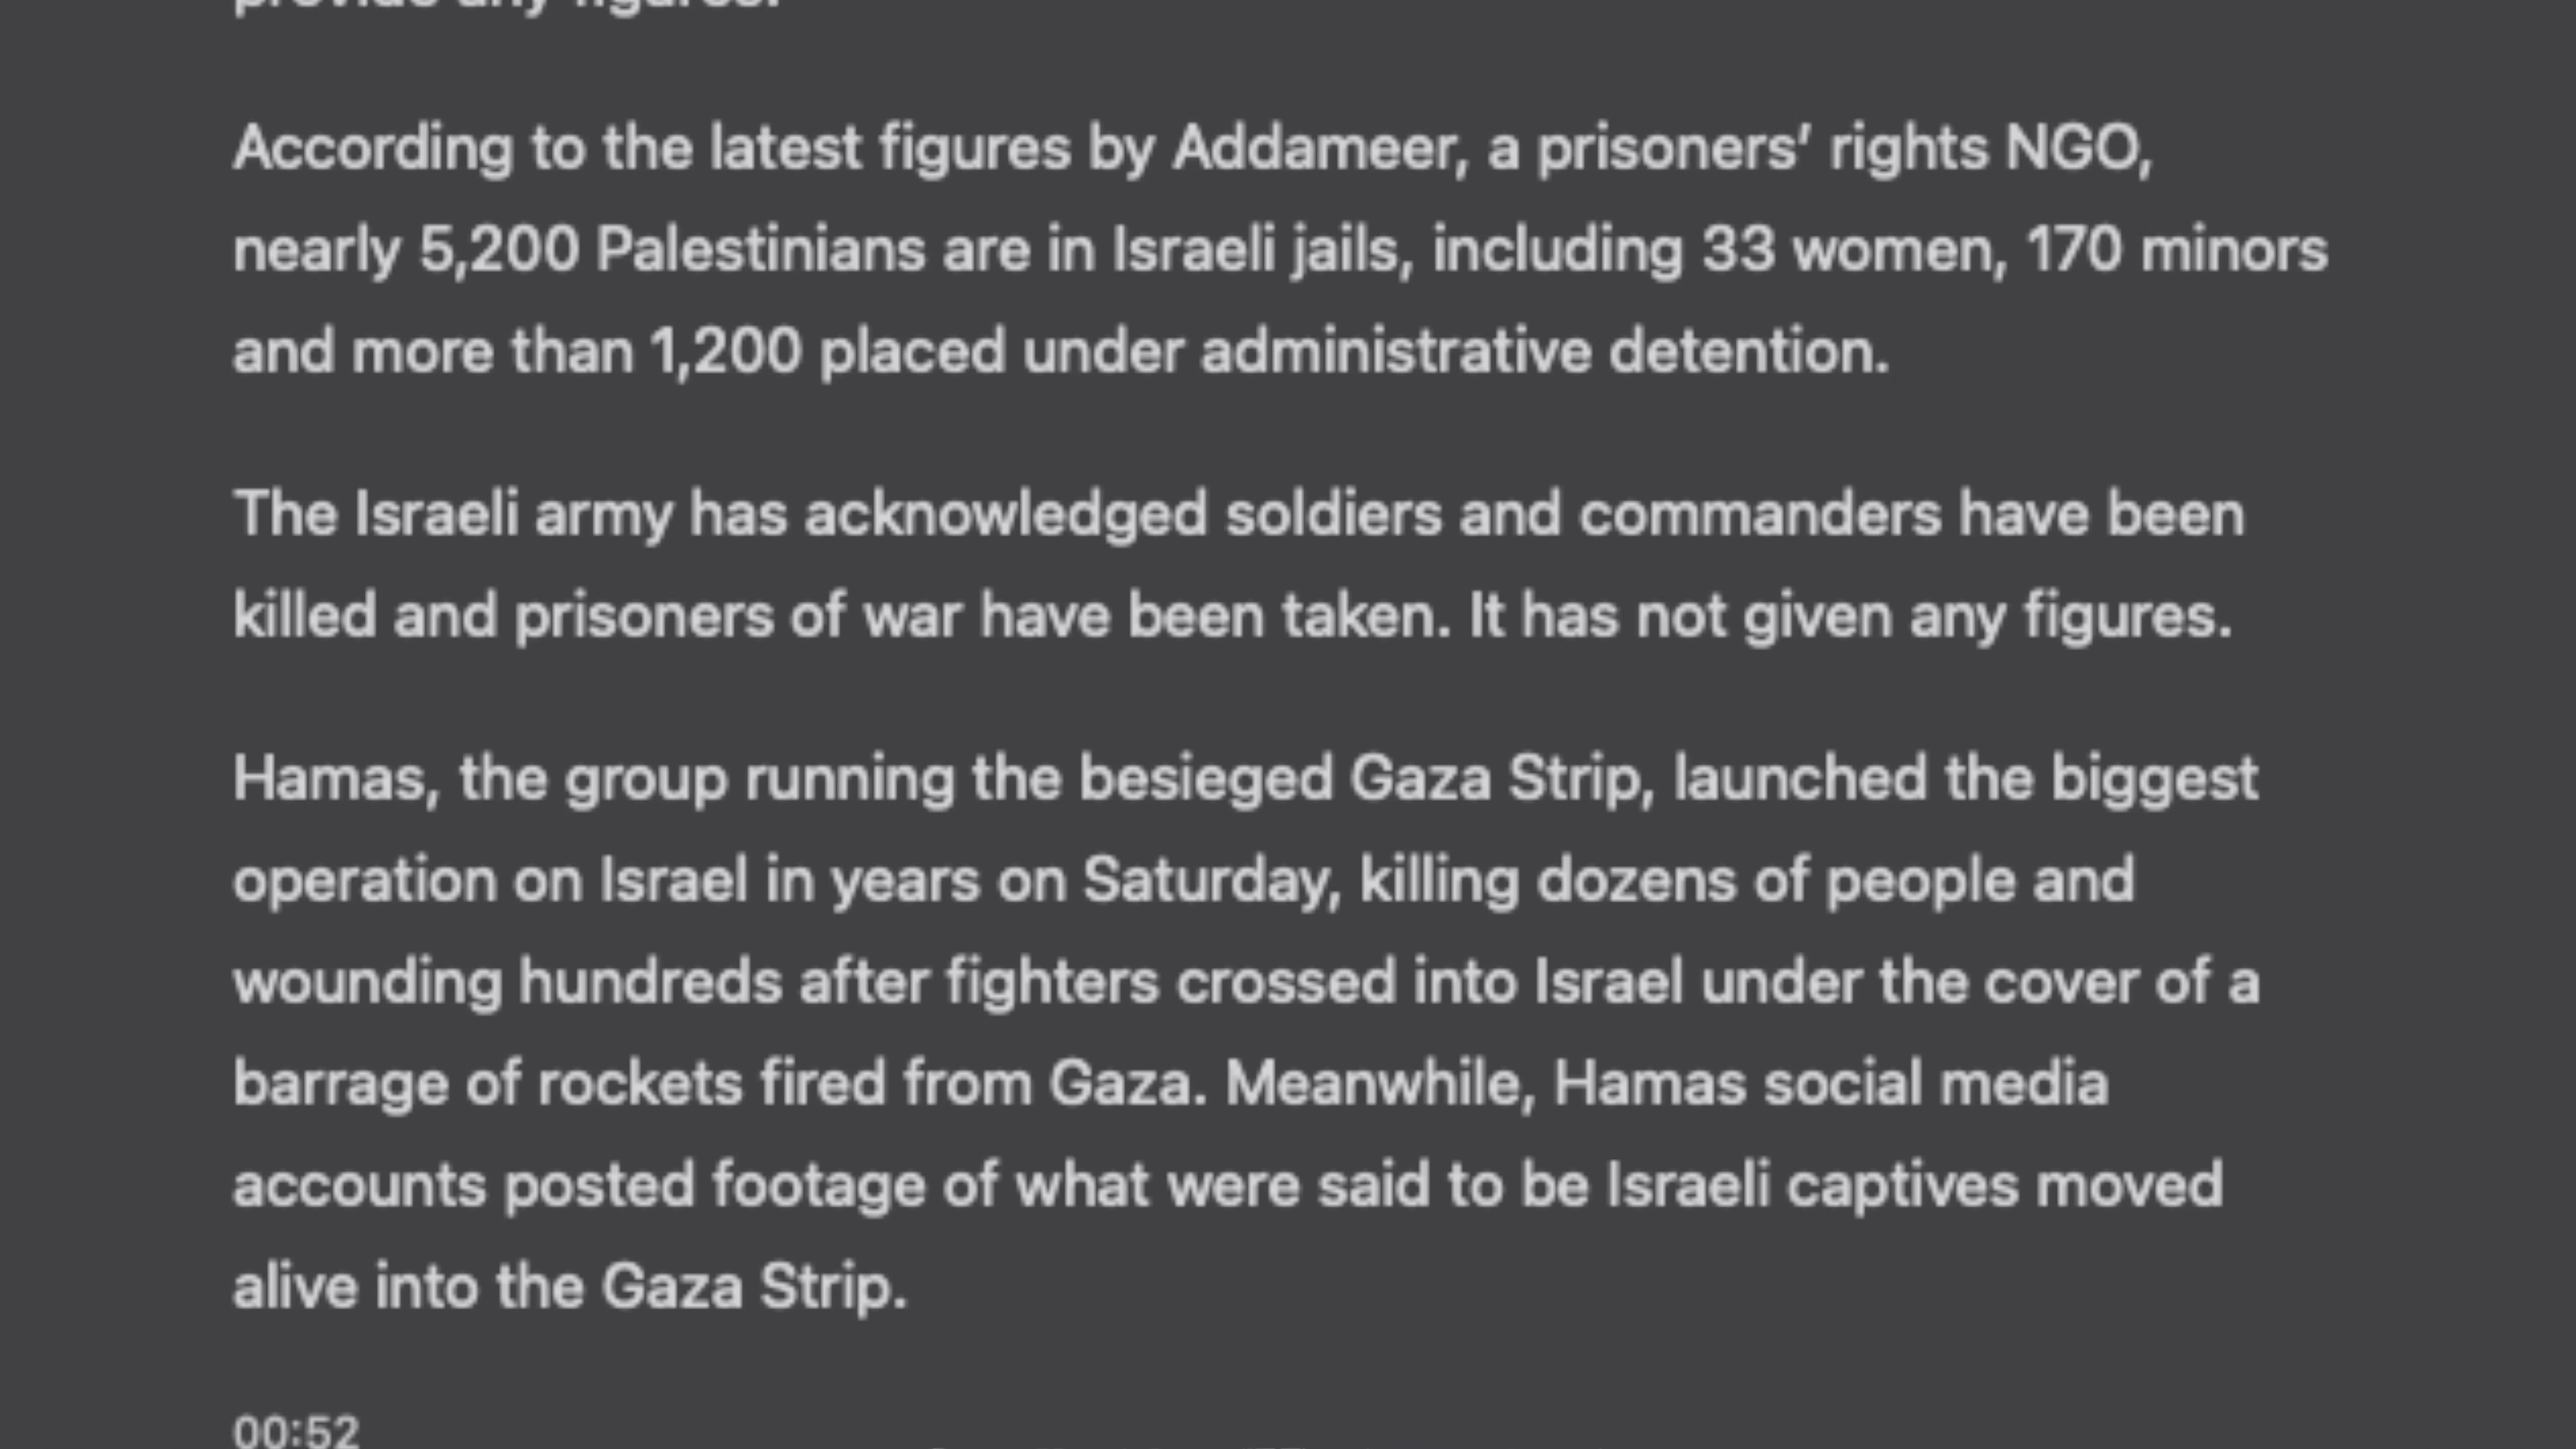 provide any figures.
According to the latest figures by Addameer, a prisoners’ rights NGO,
nearly 5,200 Palestinians are in Israeli jails, including 33 women, 170 minors
and more than 1,200 placed under administrative detention.
The Israeli army has acknowledged soldiers and commanders have been
killed and prisoners of war have been taken. It has not given any figures.
Hamas, the group running the besieged Gaza Strip, launched the biggest
operation on Israel in years on Saturday, killing dozens of people and
wounding hundreds after fighters crossed into Israel under the cover of a
barrage of rockets fired from Gaza. Meanwhile, Hamas social media
accounts posted footage of what were said to be Israeli captives moved
alive into the Gaza Strip.
00:52